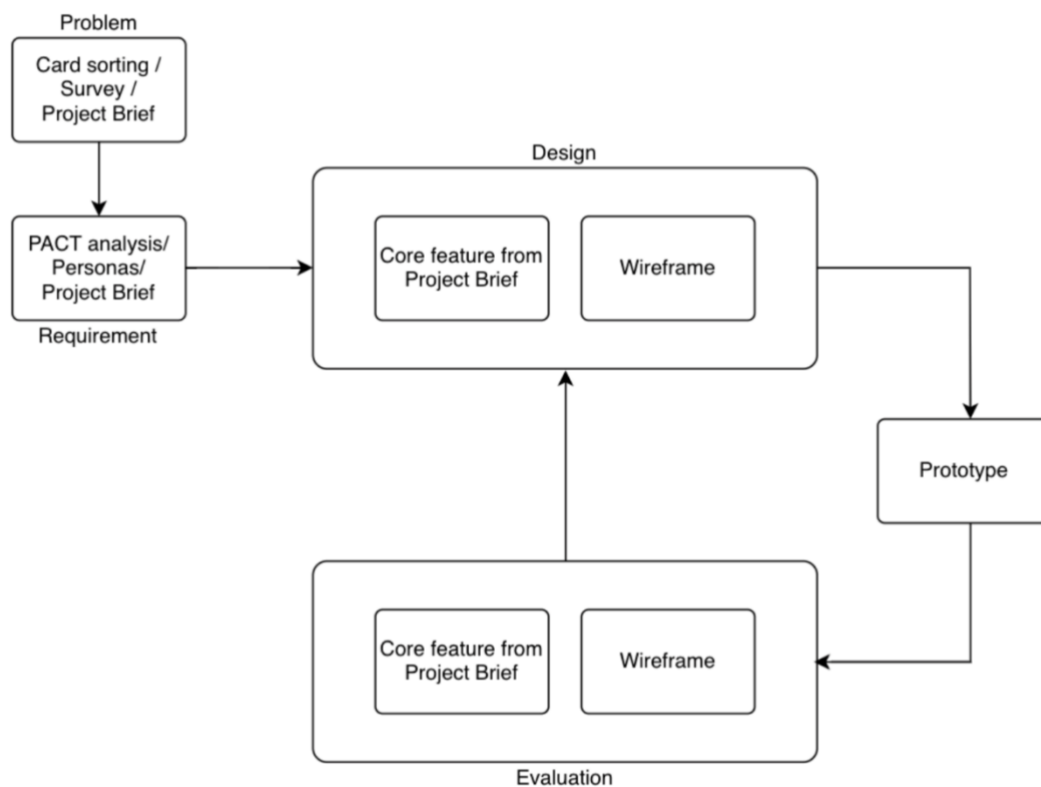 Problem
Card sorting /
Survey /
Project Brief
PACT analysis/
Personas/
Project Brief
Requirement
Design
Core feature from
Project Brief
Wireframe
Prototype
Core feature from
Project Brief
Wireframe
Evaluation